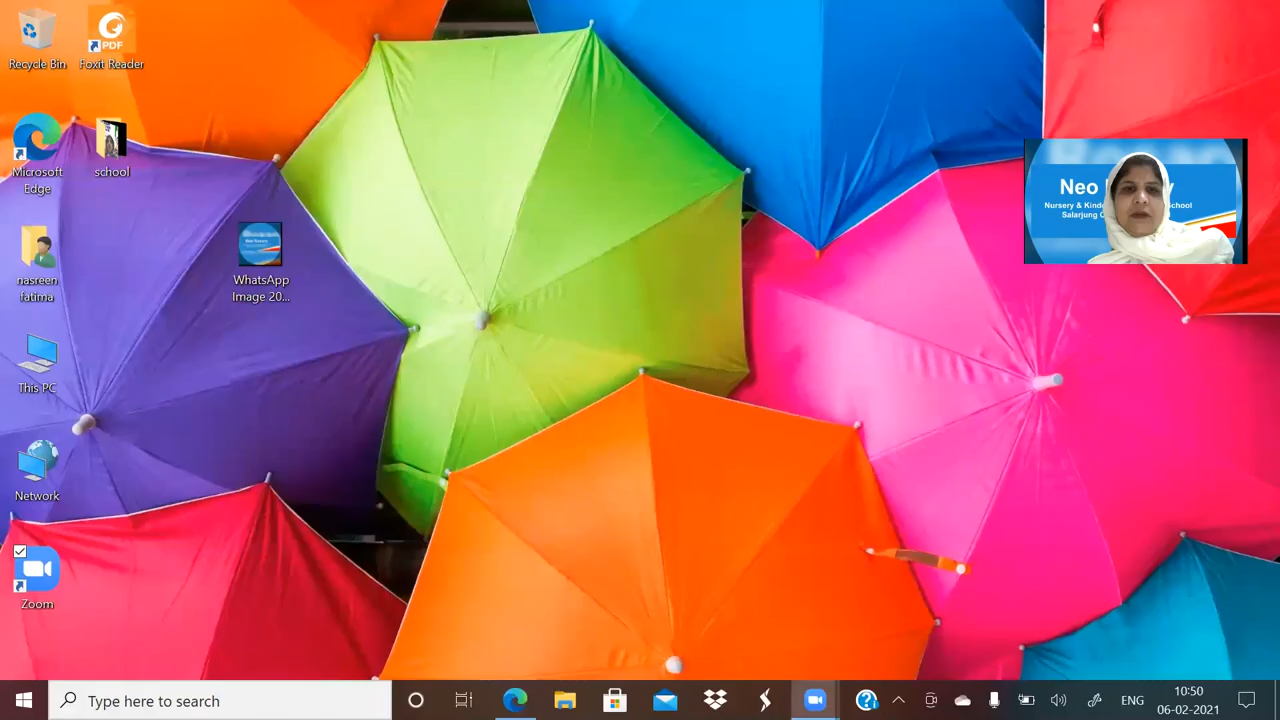 Recycle Bin
PDF
Foxit Reader
Microsoft
Edge
school
nasreen
fatima
WhatsApp
Image 20...
This PC
Network
Zoom
Neo
Nursery & Kind
School
Salarjung
Type here to search
ENG
10:50
06-02-2021